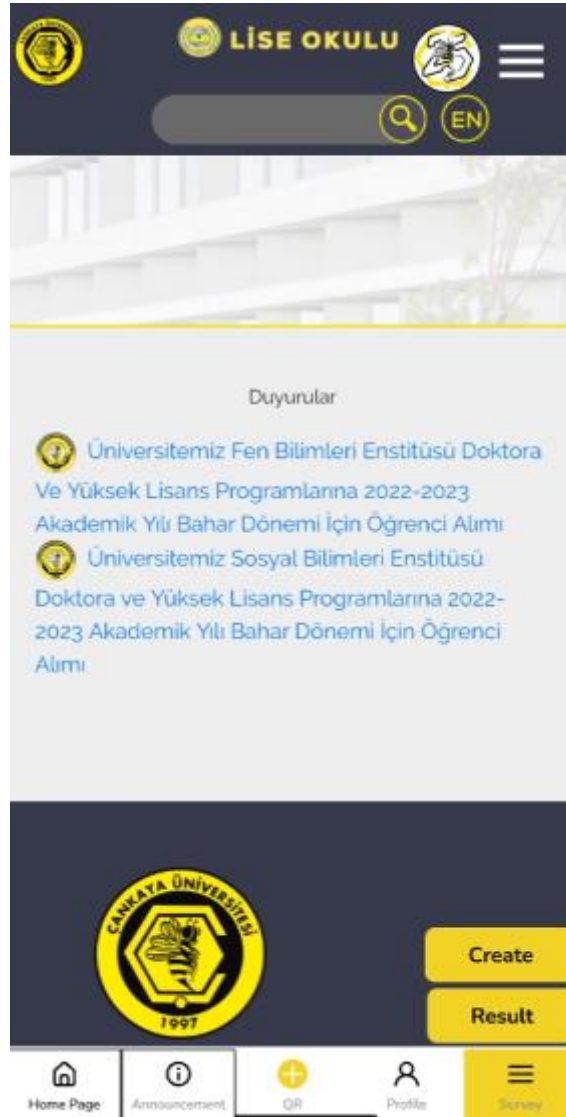 LİSE OKULU
EN
Duyurular
Üniversitemiz Fen Bilimleri Enstitüsü Doktora
Ve Yüksek Lisans Programlarına 2022-2023
Akademik Yılı Bahar Dönemi İçin Öğrenci Alımı
Üniversitemiz Sosyal Bilimleri Enstitüsü
Doktora ve Yüksek Lisans Programlarına 2022-
2023 Akademik Yılı Bahar Dönemi İçin Öğrenci
Alımı
ÇANKAYA ÜNİVERSİTESİ
1997
Create
Result
Home Page
Announcement
QR
Profile
Survey